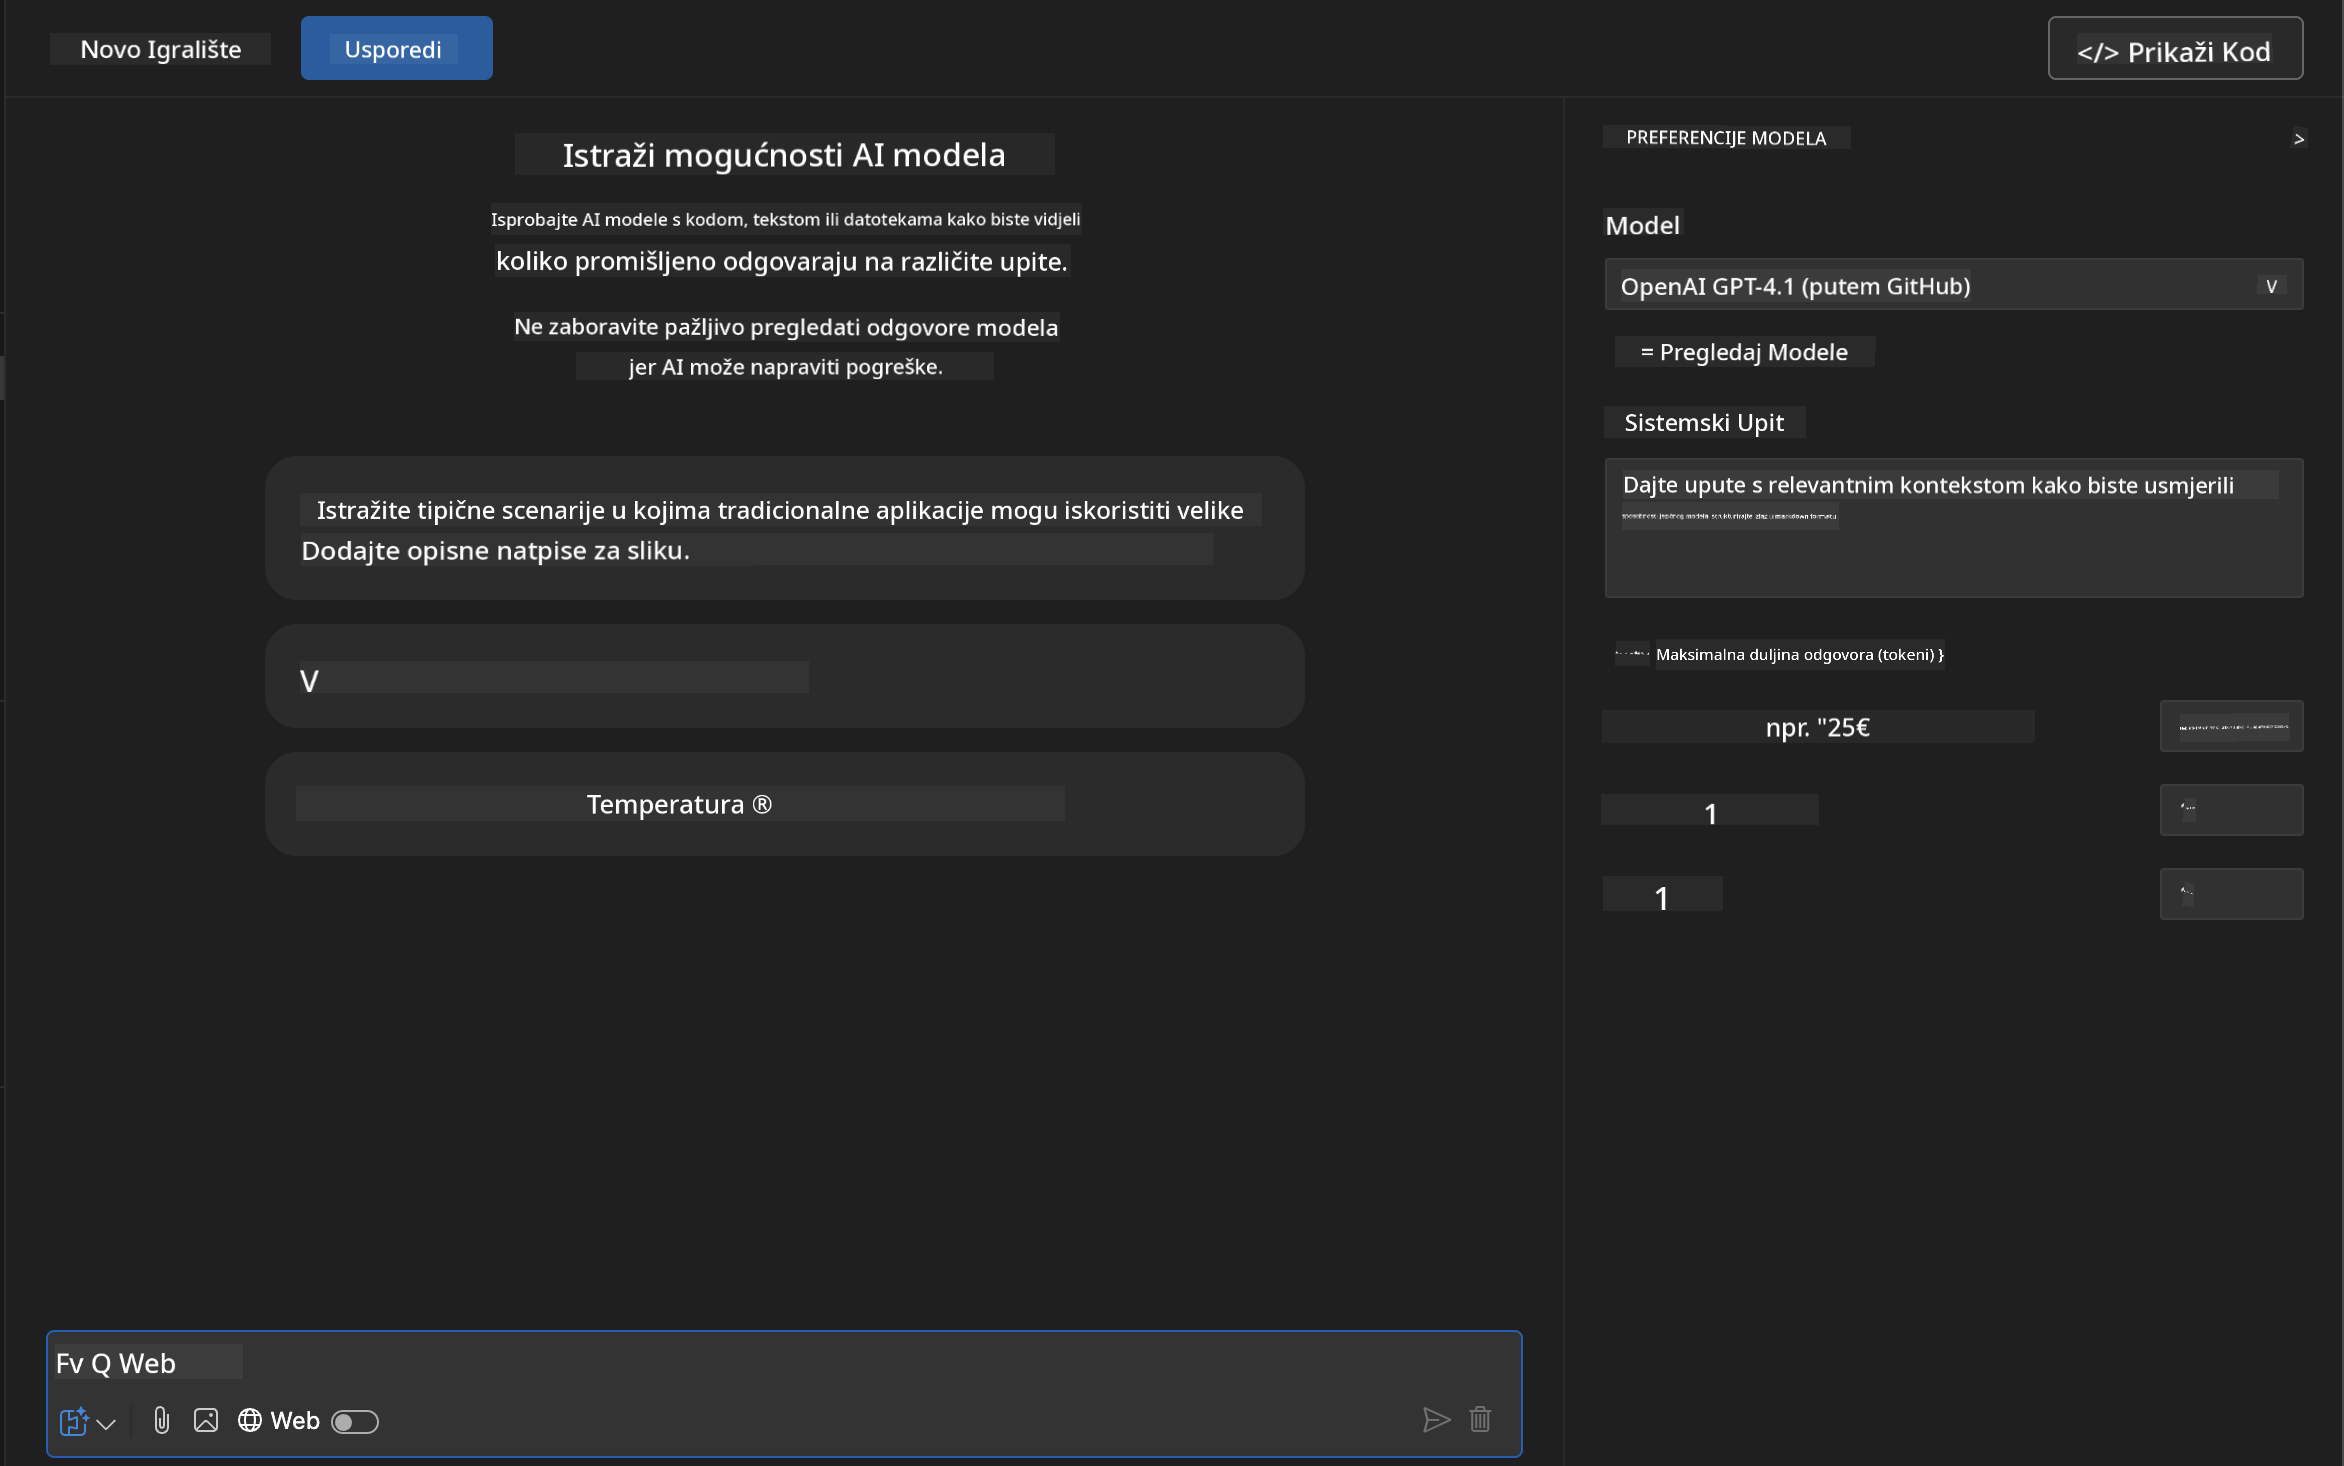 Novo Igralište
Usporedi
</> Prikaži Kod
Istraži mogućnosti AI modela
Isprobajte AI modele s kodom, tekstom ili datotekama kako biste vidjeli
koliko promišljeno odgovaraju na različite upite.
Ne zaboravite pažljivo pregledati odgovore modela
jer AI može napraviti pogreške.
Istražite tipične scenarije u kojima tradicionalne aplikacije mogu iskoristiti velike
Dodajte opisne natpise za sliku.
V
Temperatura ®
Fv Q Web
Web
PREFERENCIJE MODELA
>
Model
OpenAI GPT-4.1 (putem GitHub)
V
= Pregledaj Modele
Sistemski Upit
Dajte upute s relevantnim kontekstom kako biste usmjerili
Maksimalna duljina odgovora (tokeni) }
npr. "25€
1
1